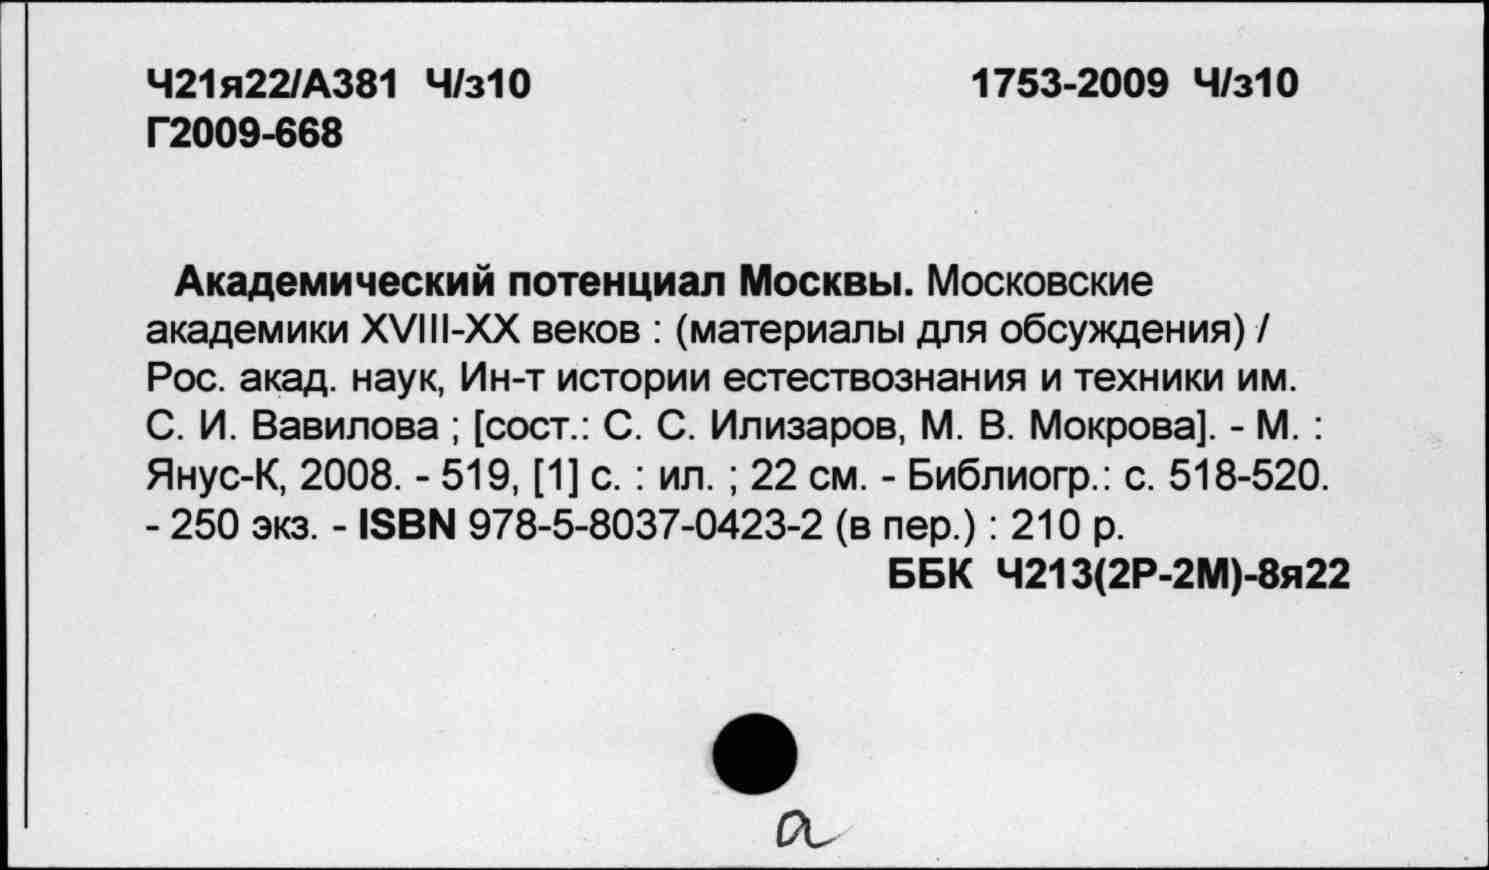 Ч21я22/А381 Ч/з10 1753-2009 Ч/з10
Г2009-668
Академический потенциал Москвы. Московские
академики XVIII-XX веков : (материалы для обсуждения) /
Рос. акад. наук, Ин-т истории естествознания и техники им.
С. И. Вавилова ; [сост.: С. С. Илизаров, М. В. Мокрова]. - М. :
Янус-К, 2008. - 519, [1] с. : ил. ; 22 см. - Библиогр.: с. 518-520.
- 250 экз. - ISBN 978-5-8037-0423-2 (в пер.) : 210 р.
ББК Ч213(2Р-2М)-8я22
а